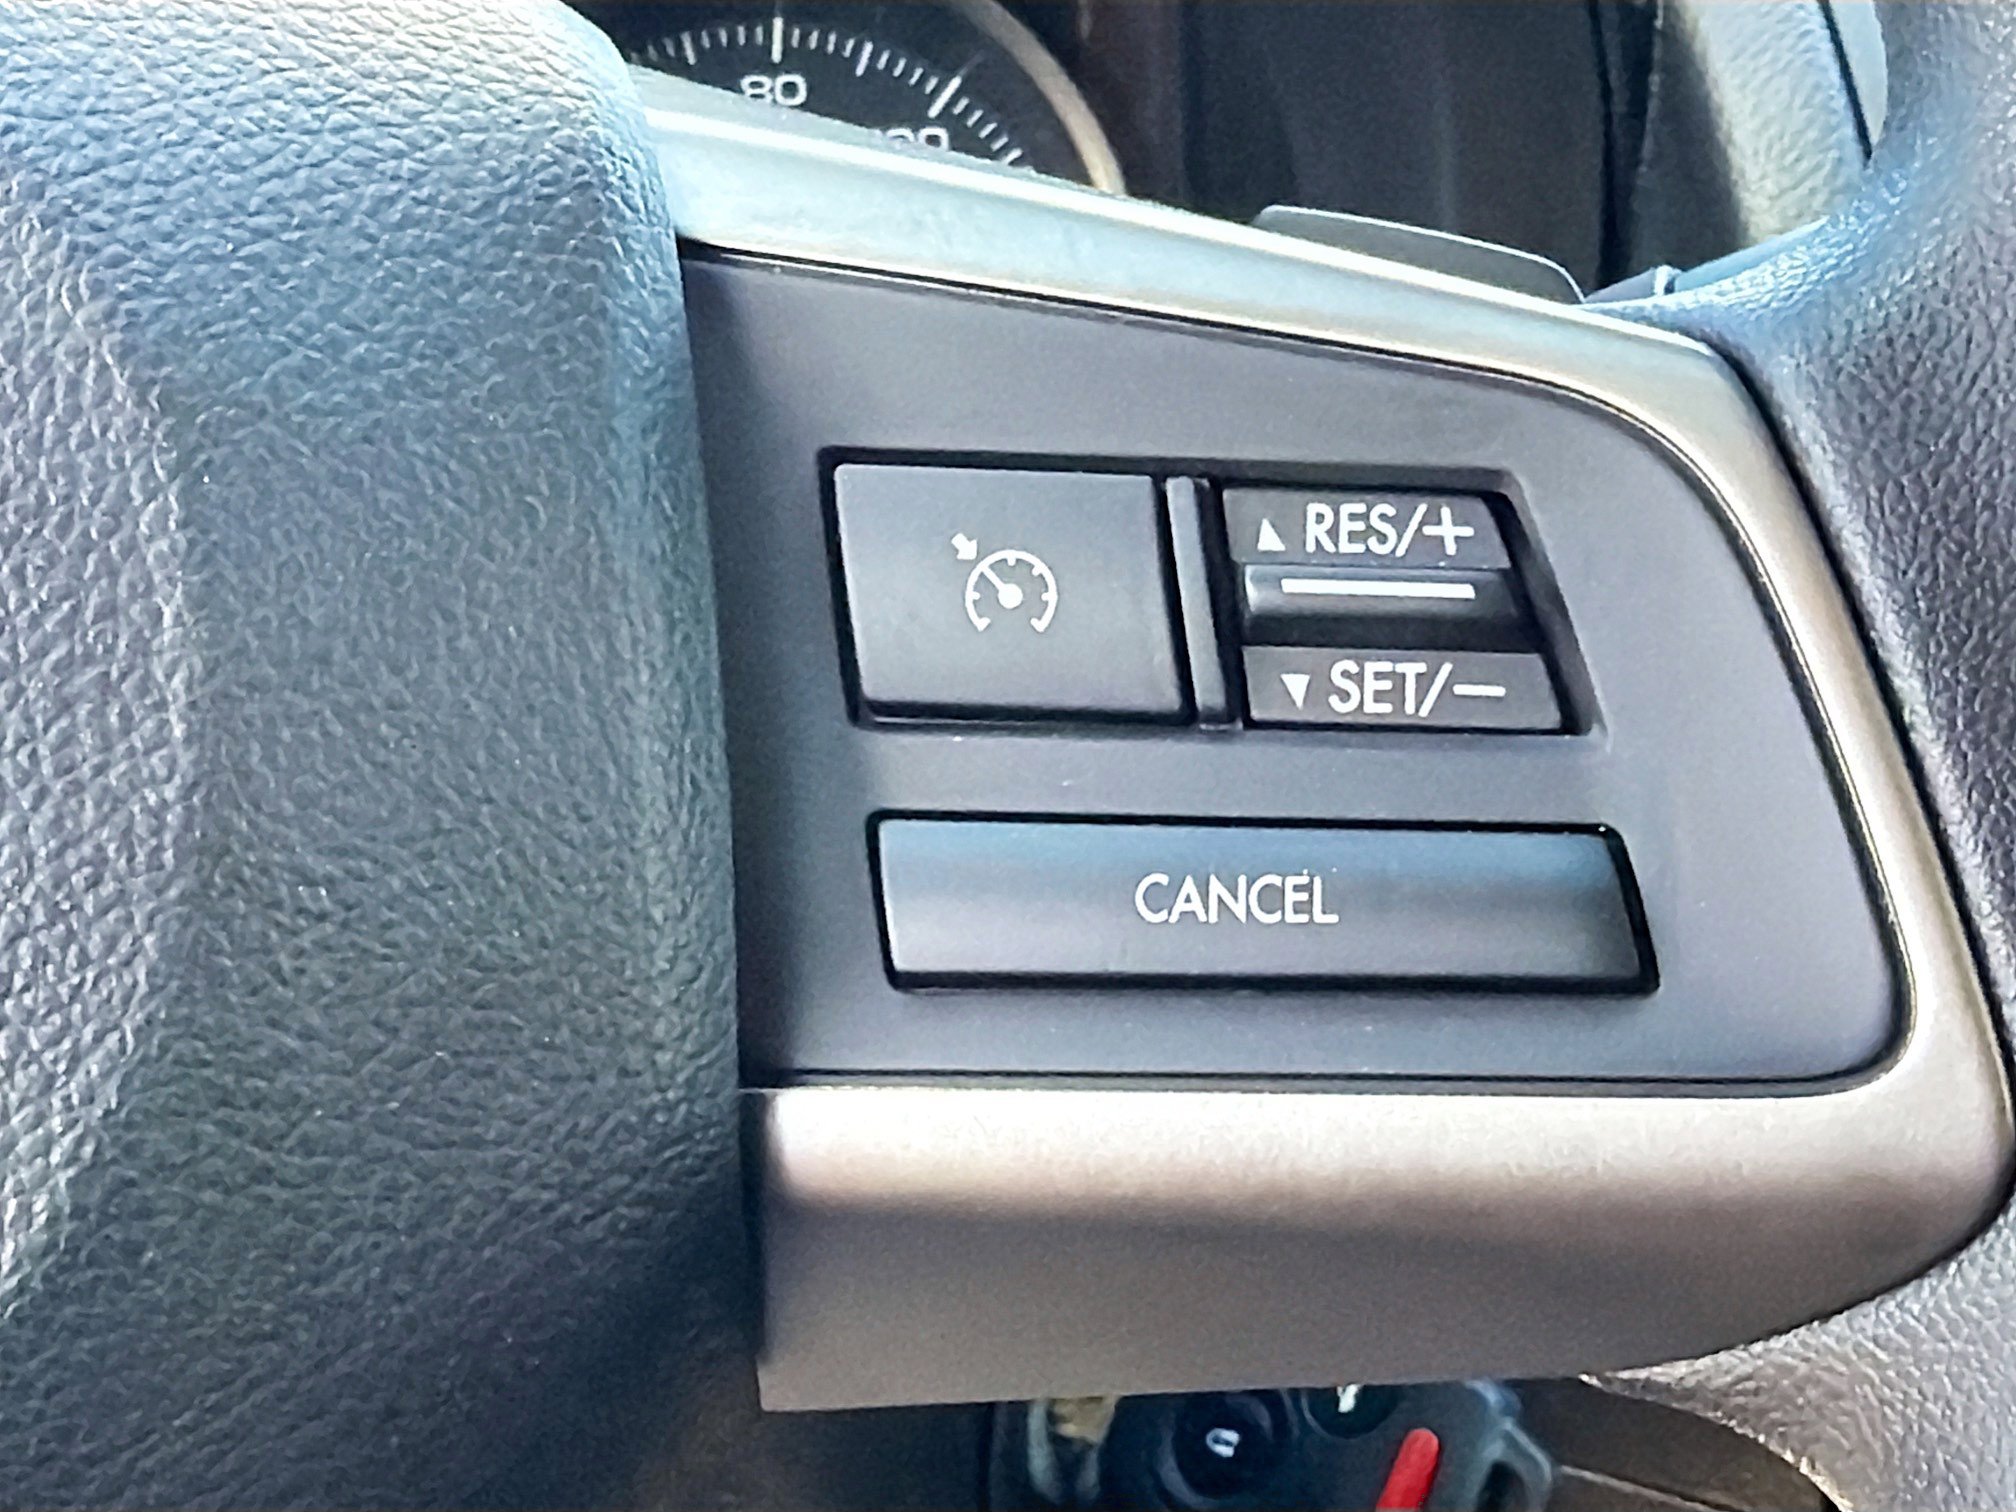 80
▲ RES/+
▼ SET/−
CANCEL